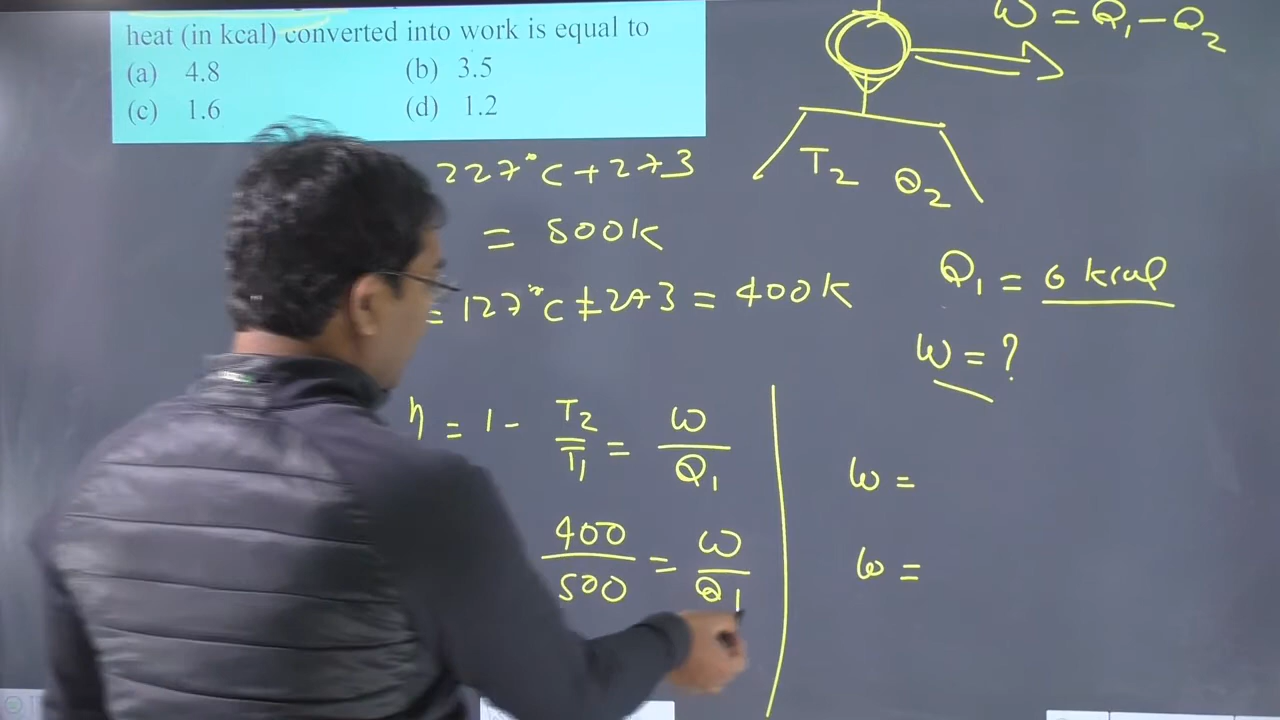 heat (in kcal) converted into work is equal to
(a) 4.8 (b) 3.5
(c) 1.6 (d) 1.2
W = Q₁ - Q₂
T₂ Q₂
227°C + 273
= 500K
= 127°C + 273 = 400K
Q₁ = 6 kcal
W = ?
η = 1 - T₂/T₁ = W/Q₁
400/500 = W/Q₁
W =
W =